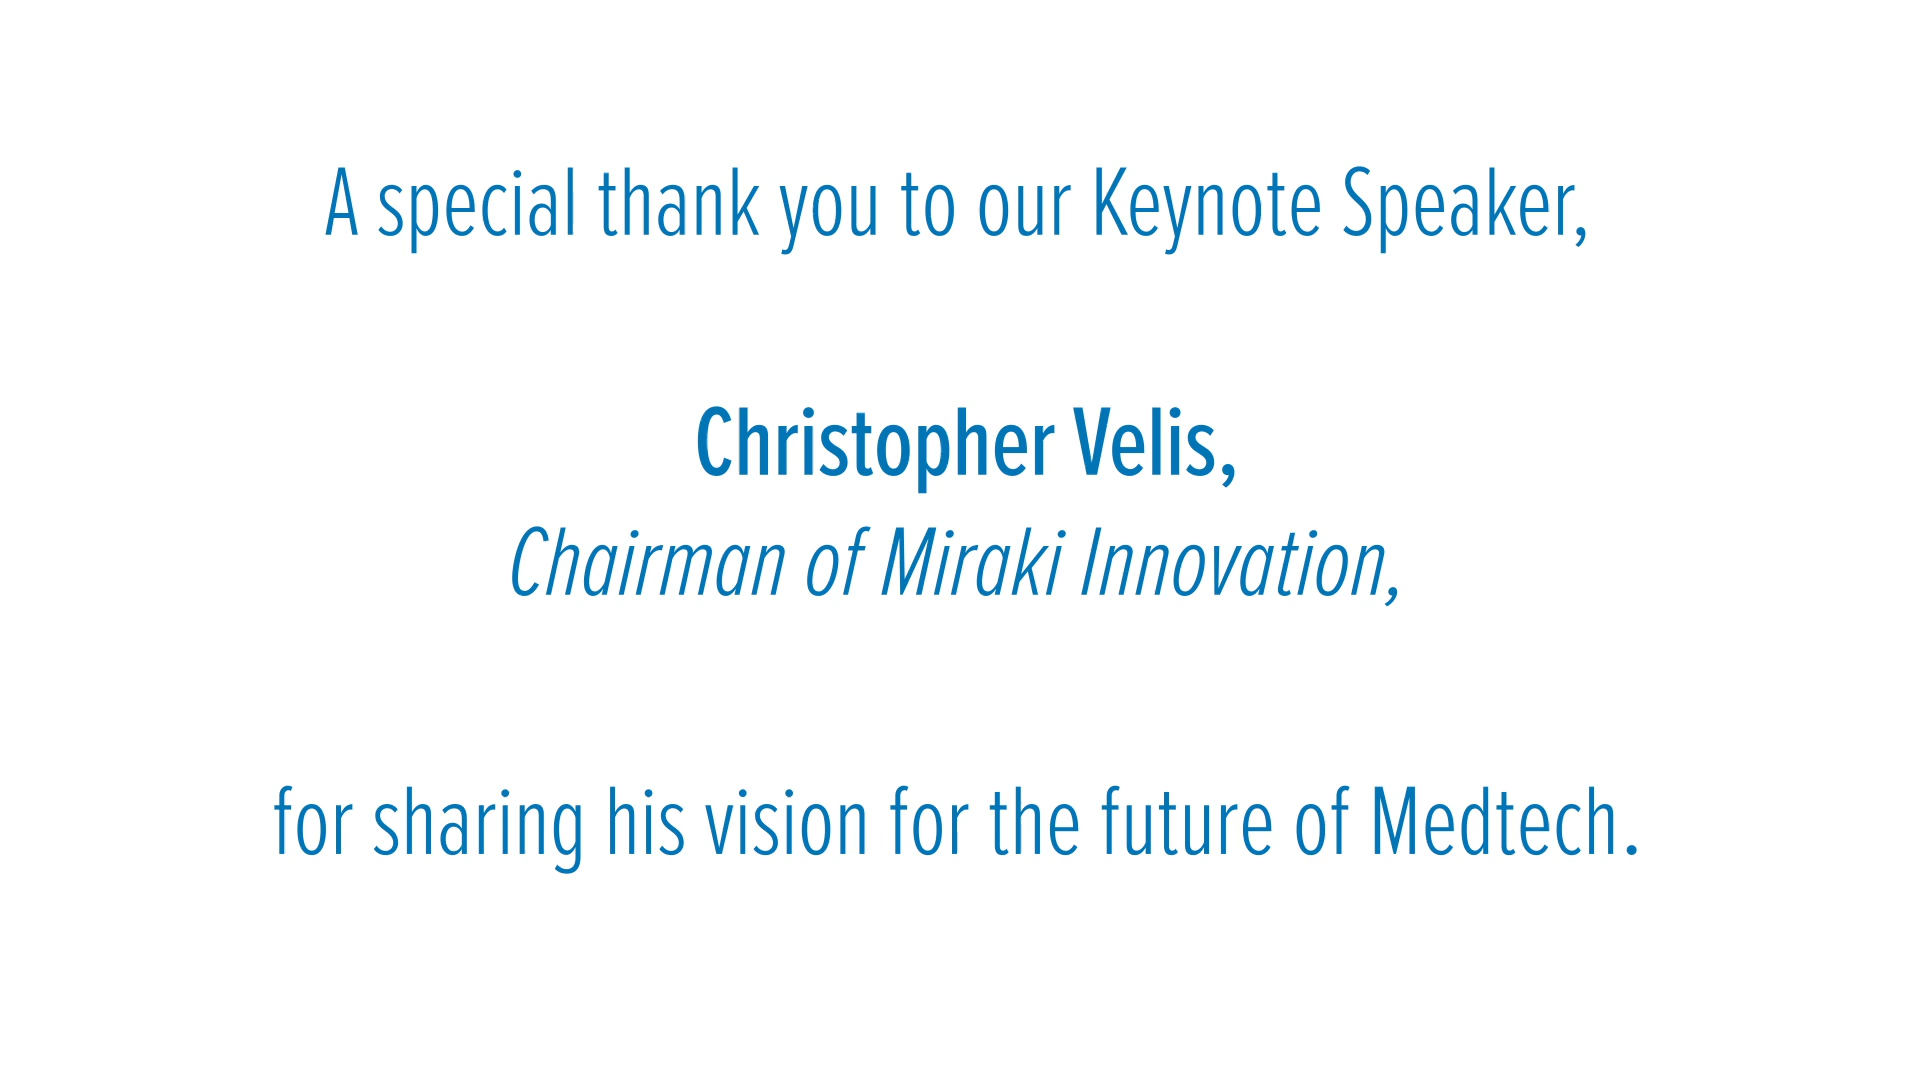 A special thank you to our Keynote Speaker,
Christopher Velis,
Chairman of Miraki Innovation,
for sharing his vision for the future of Medtech.